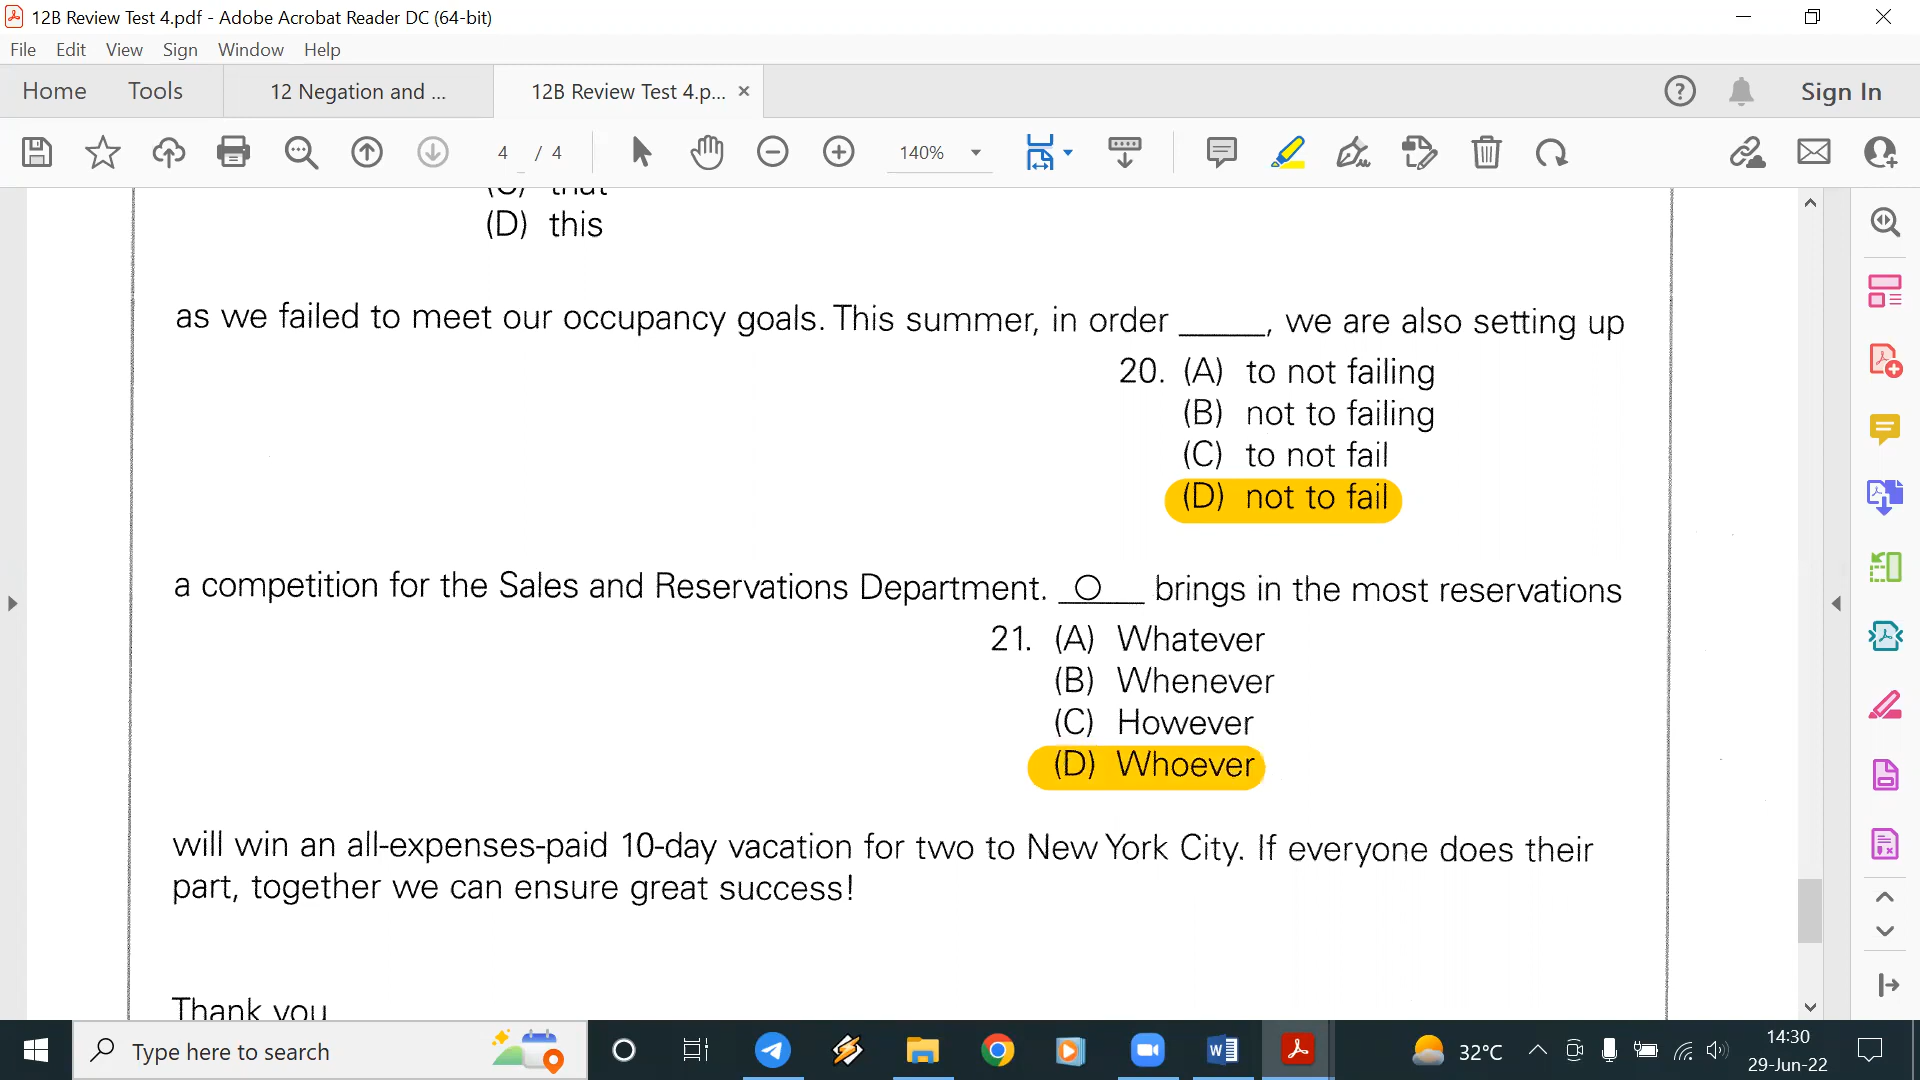 12B Review Test 4.pdf - Adobe Acrobat Reader DC (64-bit)
File Edit View Sign Window Help
Home Tools 12 Negation and ... 12B Review Test 4.p... × Sign In
4 / 4 140%
(C) that
(D) this
as we failed to meet our occupancy goals. This summer, in order _____, we are also setting up
20. (A) to not failing
(B) not to failing
(C) to not fail
(D) not to fail
a competition for the Sales and Reservations Department. __O__ brings in the most reservations
21. (A) Whatever
(B) Whenever
(C) However
(D) Whoever
will win an all-expenses-paid 10-day vacation for two to New York City. If everyone does their
part, together we can ensure great success!
Thank you
Type here to search
32°C
14:30
29-Jun-22